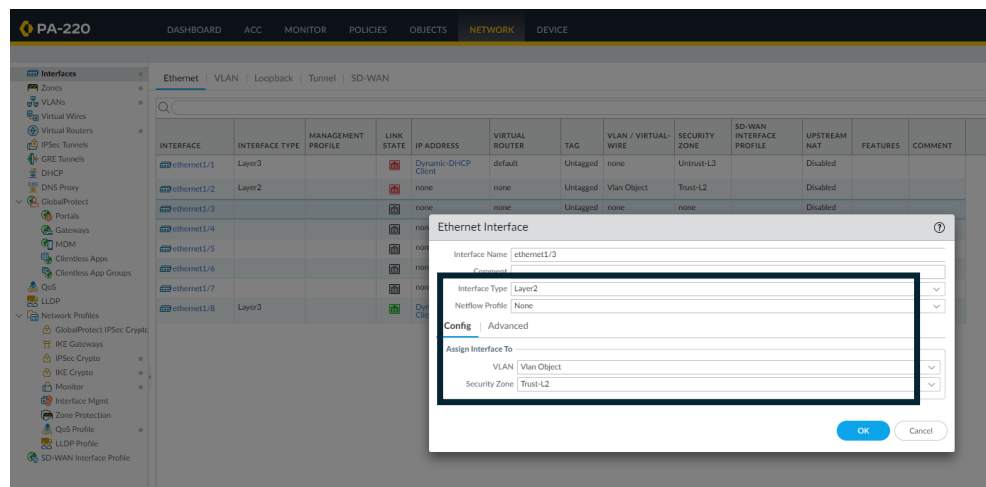 PA-220
DASHBOARD ACC MONITOR POLICIES OBJECTS NETWORK DEVICE
Interfaces
Zones
VLANs
Virtual Wires
Virtual Routers
IPSec Tunnels
GRE Tunnels
DHCP
DNS Proxy
GlobalProtect
Portals
Gateways
MDM
Clientless Apps
Clientless App Groups
QoS
LLDP
Network Profiles
GlobalProtect IPSec Crypto
IKE Gateways
IPSec Crypto
IKE Crypto
Monitor
Interface Mgmt
Zone Protection
QoS Profile
LLDP Profile
SD-WAN Interface Profile
Ethernet | VLAN | Loopback | Tunnel | SD-WAN
INTERFACE INTERFACE TYPE MANAGEMENT PROFILE LINK STATE IP ADDRESS VIRTUAL ROUTER TAG VLAN / VIRTUAL-WIRE SECURITY ZONE SD-WAN INTERFACE PROFILE UPSTREAM NAT FEATURES COMMENT
ethernet1/1 Layer3 Dynamic-DHCP Client default Untagged none Untrust-L3 Disabled
ethernet1/2 Layer2 none none Untagged Vlan Object Trust-L2 Disabled
ethernet1/3 none none Untagged none none Disabled
ethernet1/4
ethernet1/5
ethernet1/6
ethernet1/7
ethernet1/8 Layer3
Ethernet Interface
Interface Name ethernet1/3
Comment
Interface Type Layer2
Netflow Profile None
Config | Advanced
Assign Interface To
VLAN Vlan Object
Security Zone Trust-L2
OK Cancel